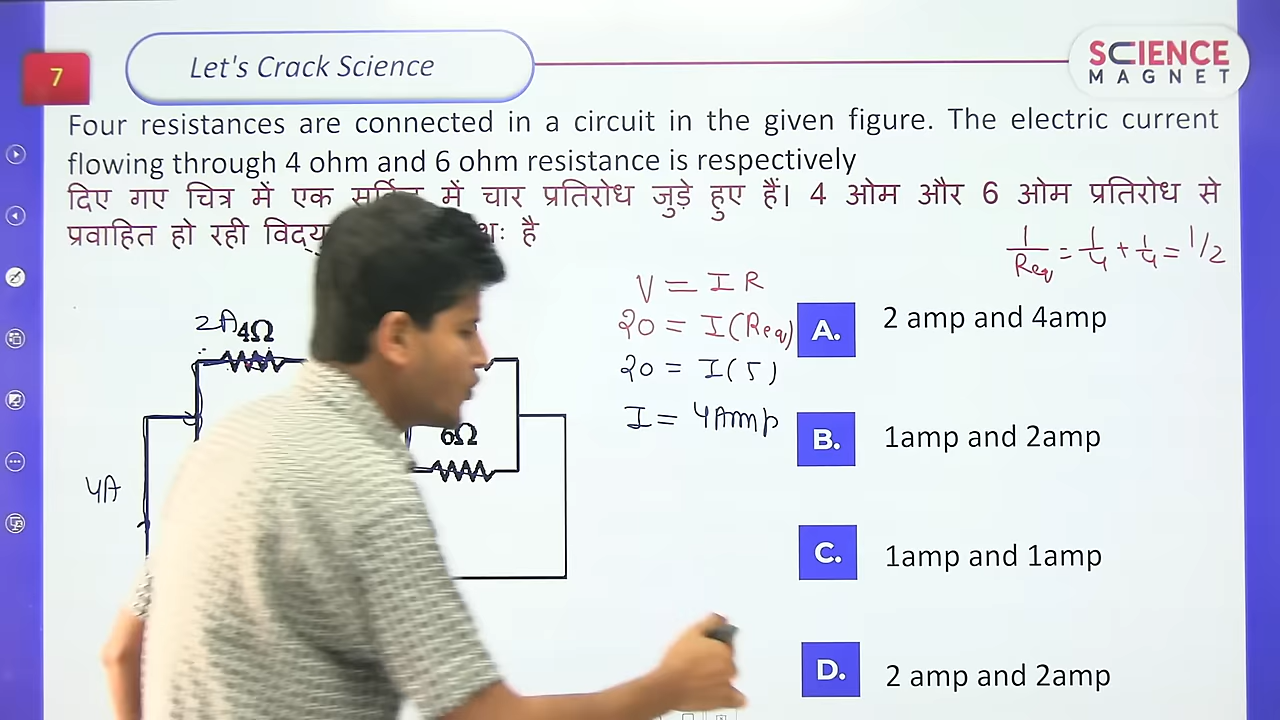 7
Let's Crack Science
SCIENCE
MAGNET
Four resistances are connected in a circuit in the given figure. The electric current
flowing through 4 ohm and 6 ohm resistance is respectively
दिए गए चित्र में एक में चार प्रतिरोध जुड़े हुए हैं। 4 ओम और 6 ओम प्रतिरोध से
प्रवाहित हो रही है
1/Req = 1/4 + 1/4 = 1/2
V = IR
20 = I(Req)
20 = I(5)
I = 4Amp
2A
4Ω
6Ω
4A
A. 2 amp and 4amp
B. 1amp and 2amp
C. 1amp and 1amp
D. 2 amp and 2amp